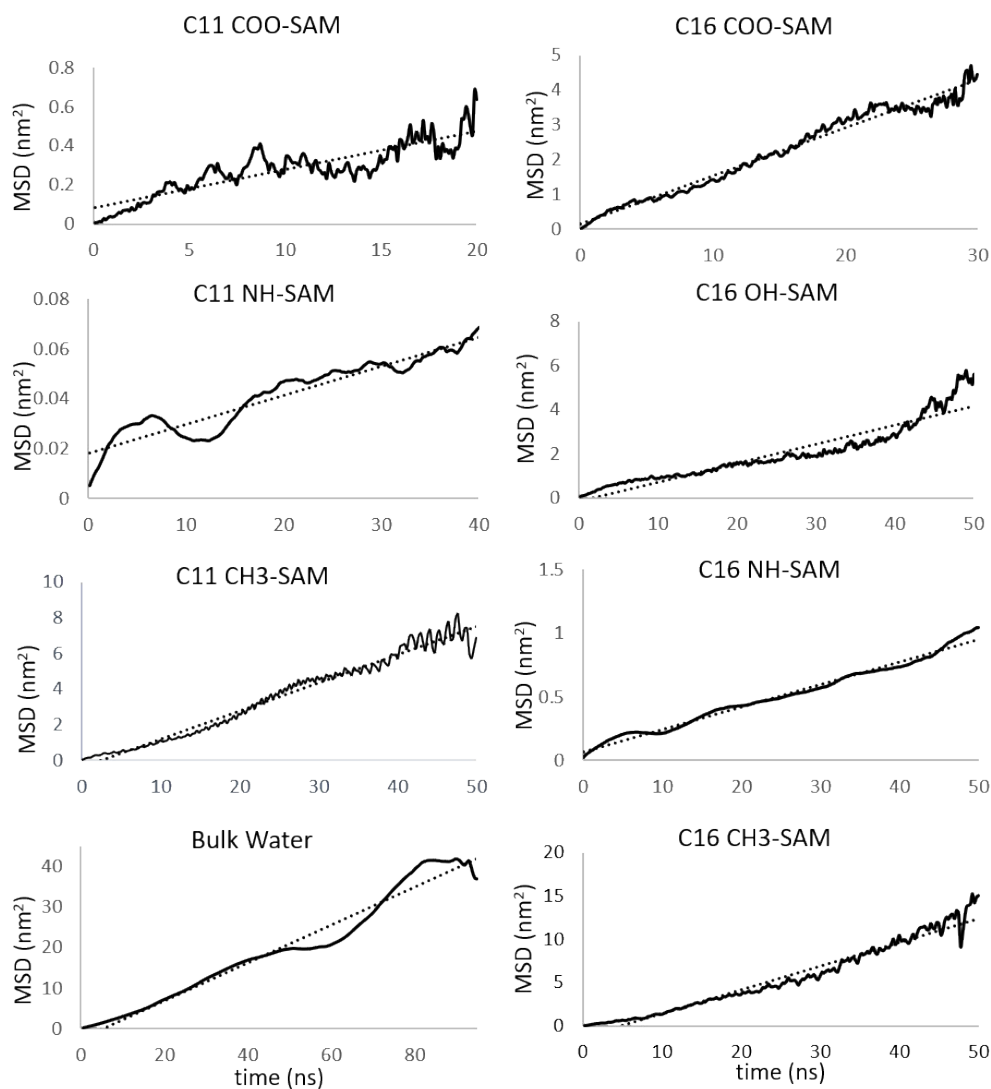 C11 COO-SAM
MSD (nm²)
0.8
0.6
0.4
0.2
0
0 5 10 15 20
C16 COO-SAM
MSD (nm²)
5
4
3
2
1
0
0 10 20 30
C11 NH-SAM
MSD (nm²)
0.08
0.06
0.04
0.02
0
0 10 20 30 40
C16 OH-SAM
MSD (nm²)
8
6
4
2
0
0 10 20 30 40 50
C11 CH3-SAM
MSD (nm²)
10
8
6
4
2
0
0 10 20 30 40 50
C16 NH-SAM
MSD (nm²)
1.5
1
0.5
0
0 10 20 30 40 50
Bulk Water
MSD (nm²)
40
30
20
10
0
0 20 40 60 80
time (ns)
C16 CH3-SAM
MSD (nm²)
20
15
10
5
0
0 10 20 30 40 50
time (ns)